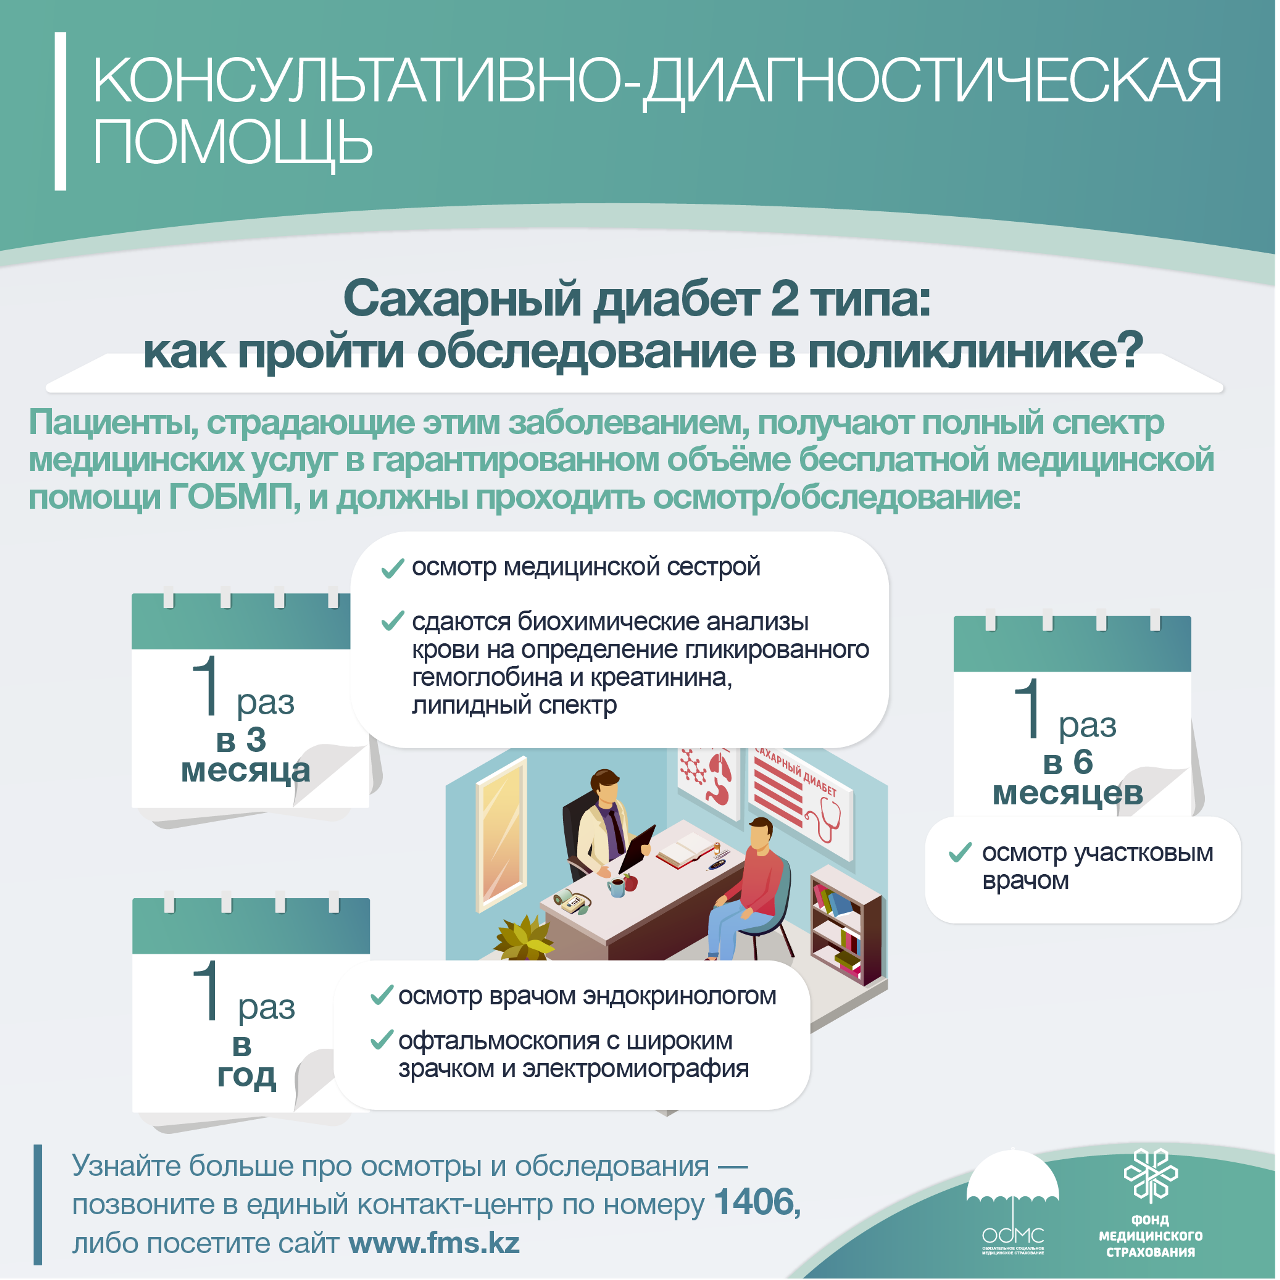 КОНСУЛЬТАТИВНО-ДИАГНОСТИЧЕСКАЯ
ПОМОЩЬ
Сахарный диабет 2 типа:
как пройти обследование в поликлинике?
Пациенты, страдающие этим заболеванием, получают полный спектр
медицинских услуг в гарантированном объёме бесплатной медицинской
помощи ГОБМП, и должны проходить осмотр/обследование:
1 раз
в 3
месяца
осмотр медицинской сестрой
сдаются биохимические анализы
крови на определение гликированного
гемоглобина и креатинина,
липидный спектр
1 раз
в 6
месяцев
осмотр участковым
врачом
САХАРНЫЙ ДИАБЕТ
1 раз
в
год
осмотр врачом эндокринологом
офтальмоскопия с широким
зрачком и электромиография
Узнайте больше про осмотры и обследования —
позвоните в единый контакт-центр по номеру 1406,
либо посетите сайт www.fms.kz
осмс
ОБЯЗАТЕЛЬНОЕ СОЦИАЛЬНОЕ
МЕДИЦИНСКОЕ СТРАХОВАНИЕ
ФОНД
МЕДИЦИНСКОГО
СТРАХОВАНИЯ